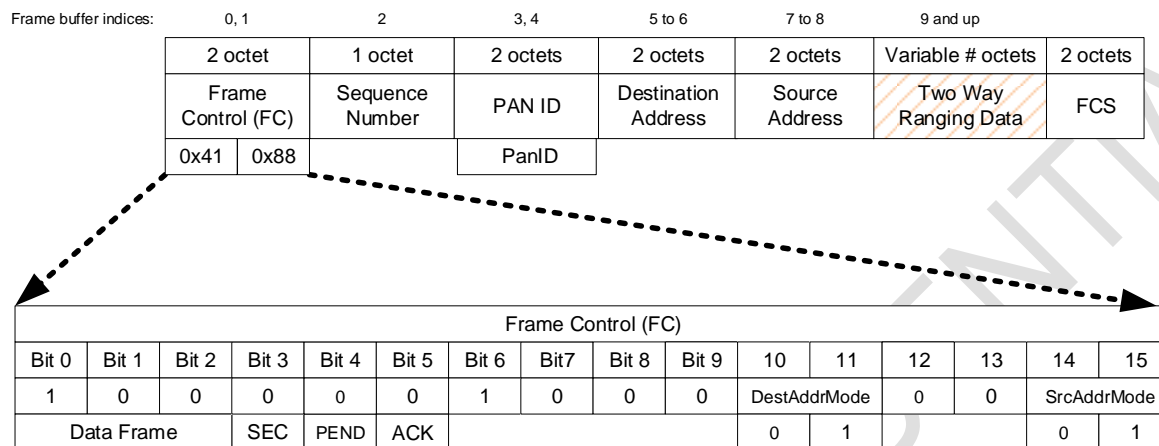 Frame buffer indices: 0, 1 2 3, 4 5 to 6 7 to 8 9 and up
2 octet 1 octet 2 octets 2 octets 2 octets Variable # octets 2 octets
Frame Control (FC) Sequence Number PAN ID Destination Address Source Address Two Way Ranging Data FCS
0x41 0x88 PanID
Frame Control (FC)
Bit 0 Bit 1 Bit 2 Bit 3 Bit 4 Bit 5 Bit 6 Bit7 Bit 8 Bit 9 10 11 12 13 14 15
1 0 0 0 0 0 1 0 0 0 DestAddrMode 0 0 SrcAddrMode
Data Frame SEC PEND ACK 0 1 0 1